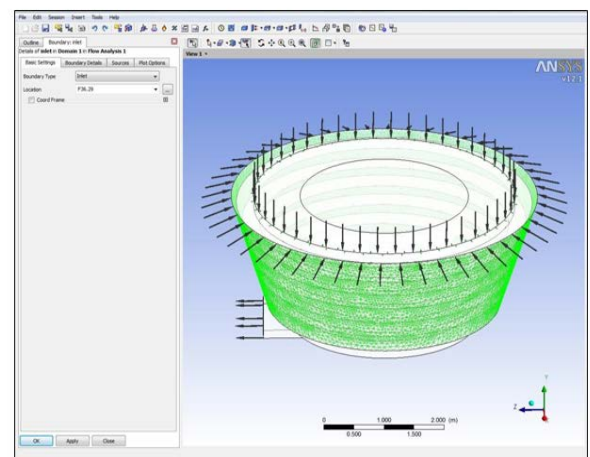 File Edit Session Insert Tools Help
Outline Boundary: inlet
Details of inlet in Domain 1 in Flow Analysis 1
Basic Settings Boundary Details Sources Plot Options
Boundary Type Inlet
Location F36.26 ...
Coord Frame
OK Apply Close
View 1
ANSYS
v12.1
0 1.000 2.000 (m)
0.500 1.500
Y
Z